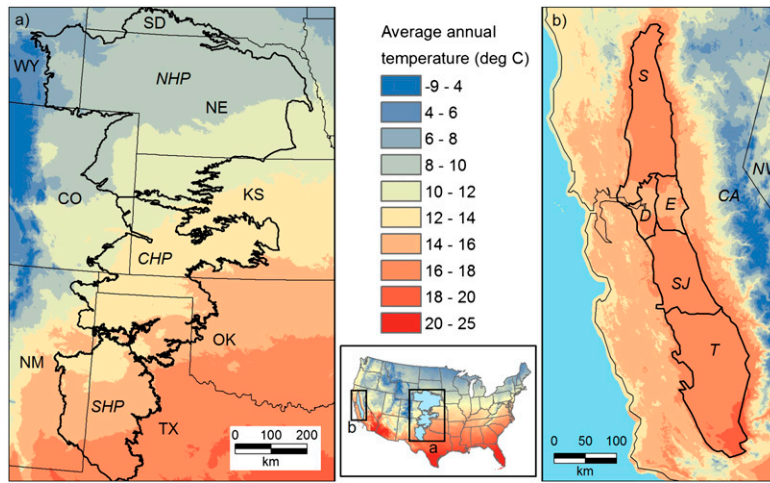 a)
SD
WY
NHP
NE
CO
KS
CHP
NM
OK
SHP
TX
0 100 200
km
Average annual
temperature (deg C)
-9 - 4
4 - 6
6 - 8
8 - 10
10 - 12
12 - 14
14 - 16
16 - 18
18 - 20
20 - 25
b
a
b)
S
NV
CA
E
D
SJ
T
0 50 100
km